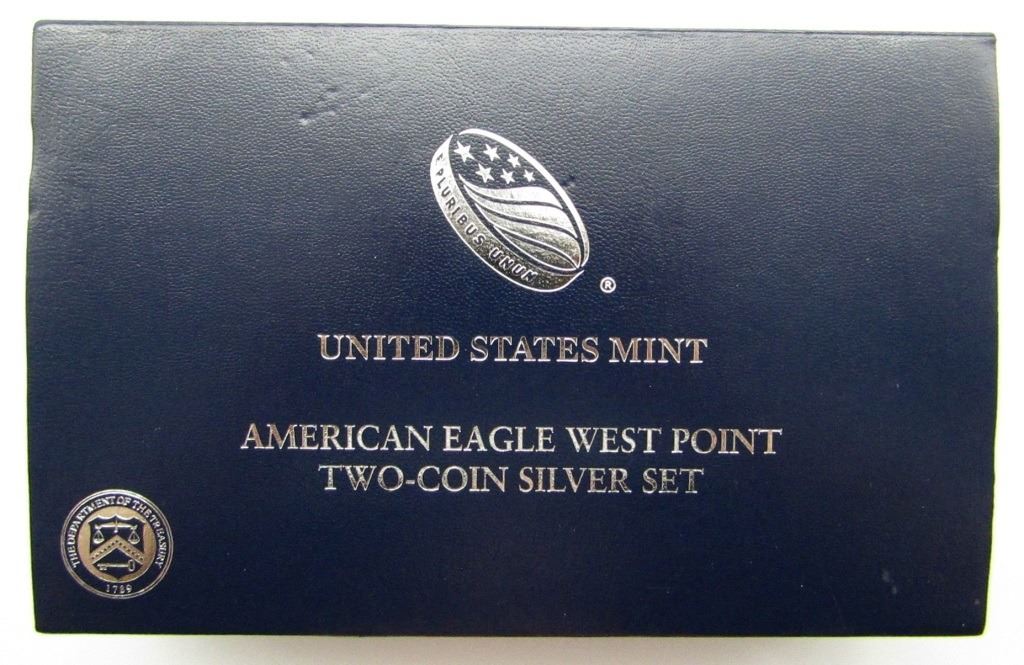 E PLURIBUS UNUM
®
UNITED STATES MINT
AMERICAN EAGLE WEST POINT
TWO-COIN SILVER SET
THE DEPARTMENT OF THE TREASURY
1789